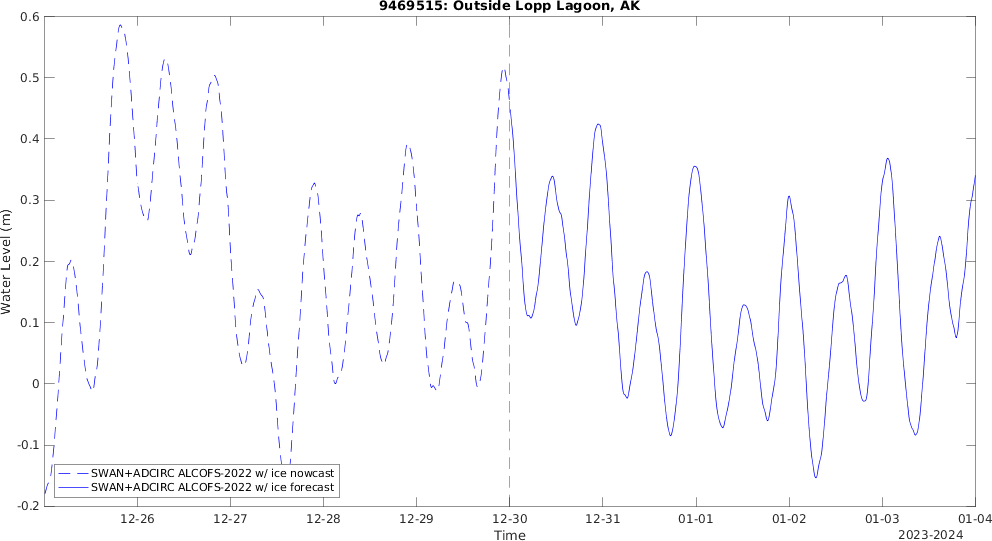 9469515: Outside Lopp Lagoon, AK
0.6
0.5
0.4
0.3
0.2
0.1
0
-0.1
-0.2
Water Level (m)
SWAN+ADCIRC ALCOFS-2022 w/ ice nowcast
SWAN+ADCIRC ALCOFS-2022 w/ ice forecast
12-26 12-27 12-28 12-29 12-30 12-31 01-01 01-02 01-03 01-04
Time
2023-2024